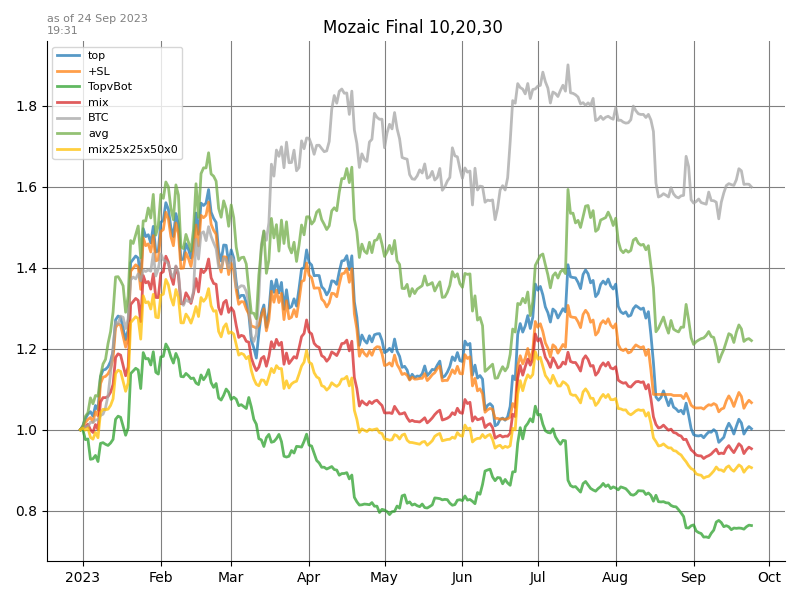 as of 24 Sep 2023
19:31
Mozaic Final 10,20,30
top
+SL
TopvBot
mix
BTC
avg
mix25x25x50x0
1.8
1.6
1.4
1.2
1.0
0.8
2023 Feb Mar Apr May Jun Jul Aug Sep Oct